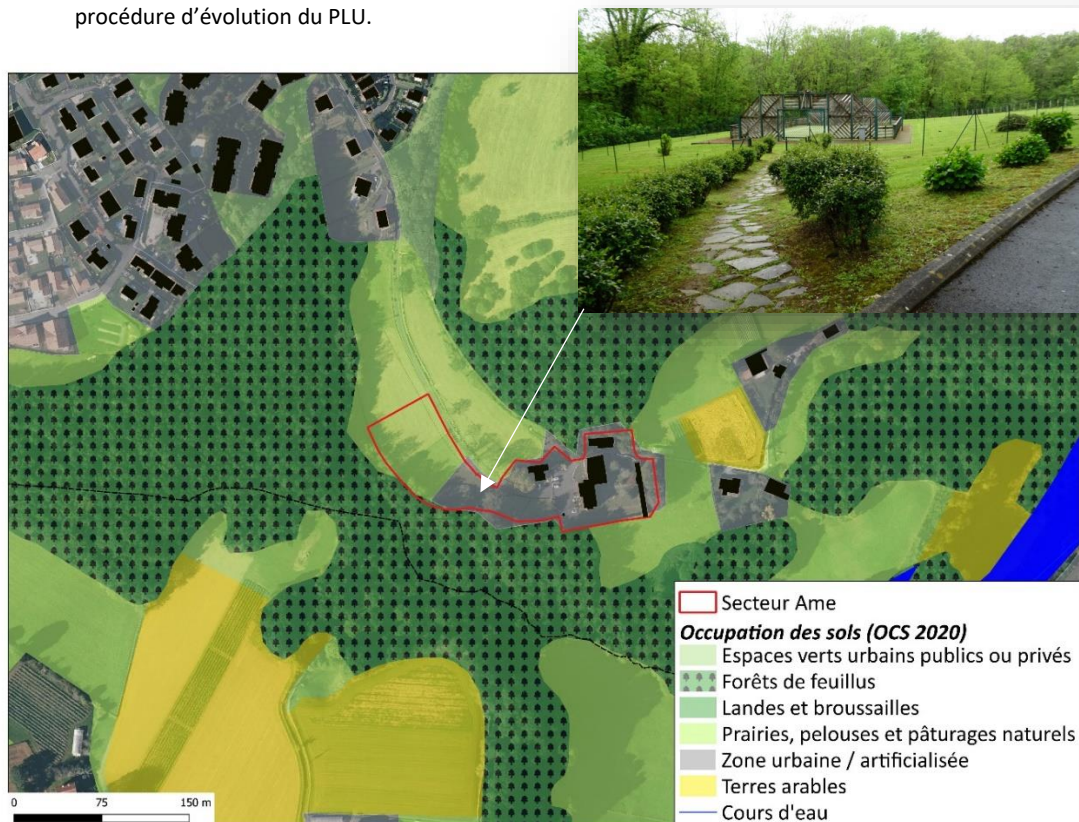 procédure d’évolution du PLU.
Secteur Ame
Occupation des sols (OCS 2020)
Espaces verts urbains publics ou privés
Forêts de feuillus
Landes et broussailles
Prairies, pelouses et pâturages naturels
Zone urbaine / artificialisée
Terres arables
Cours d'eau
0 75 150 m